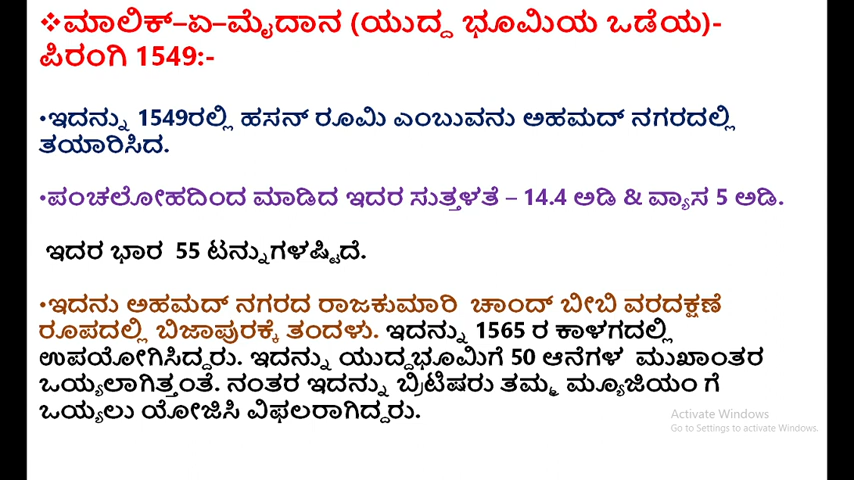 ❖ಮಾಲಿಕ್–ಏ–ಮೈದಾನ (ಯುದ್ದ ಭೂಮಿಯ ಒಡೆಯ)-
ಪಿರಂಗಿ 1549:-
•ಇದನ್ನು 1549ರಲ್ಲಿ ಹಸನ್ ರೂಮಿ ಎಂಬುವನು ಅಹಮದ್ ನಗರದಲ್ಲಿ
ತಯಾರಿಸಿದ.
•ಪಂಚಲೋಹದಿಂದ ಮಾಡಿದ ಇದರ ಸುತ್ತಳತೆ – 14.4 ಅಡಿ & ವ್ಯಾಸ 5 ಅಡಿ.
ಇದರ ಭಾರ 55 ಟನ್ನುಗಳಷ್ಟಿದೆ.
•ಇದನು ಅಹಮದ್ ನಗರದ ರಾಜಕುಮಾರಿ ಚಾಂದ್ ಬೀಬಿ ವರದಕ್ಷಣೆ
ರೂಪದಲ್ಲಿ ಬಿಜಾಪುರಕ್ಕೆ ತಂದಳು. ಇದನ್ನು 1565 ರ ಕಾಳಗದಲ್ಲಿ
ಉಪಯೋಗಿಸಿದ್ದರು. ಇದನ್ನು ಯುದ್ದಭೂಮಿಗೆ 50 ಆನೆಗಳ ಮುಖಾಂತರ
ಒಯ್ಯಲಾಗಿತ್ತಂತೆ. ನಂತರ ಇದನ್ನು ಬ್ರಿಟಿಷರು ತಮ್ಮ ಮ್ಯೂಜಿಯಂ ಗೆ
ಒಯ್ಯಲು ಯೋಜಿಸಿ ವಿಫಲರಾಗಿದ್ದರು.
Activate Windows
Go to Settings to activate Windows.